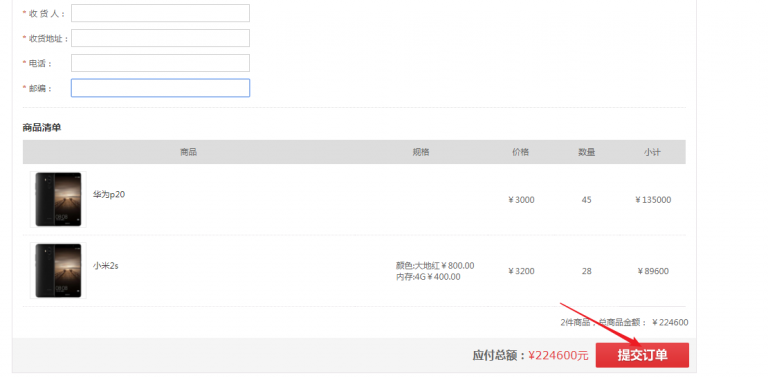 * 收 货 人：
* 收货地址：
* 电话：
* 邮编：
商品清单
商品 规格 价格 数量 小计
华为p20 ￥3000 45 ￥135000
小米2s 颜色:大地红￥800.00 ￥3200 28 ￥89600
内存:4G￥400.00
2件商品，总商品金额： ￥224600
应付总额：¥224600元 提交订单